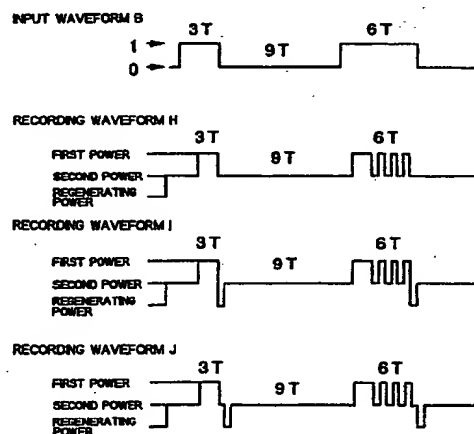 INPUT WAVEFORM B
3T
6T
1
0
9T
RECORDING WAVEFORM H
3T
6T
FIRST POWER
9T
SECOND POWER
REGENERATING
POWER
RECORDING WAVEFORM I
3T
6T
FIRST POWER
9T
SECOND POWER
REGENERATING
POWER
RECORDING WAVEFORM J
3T
6T
FIRST POWER
9T
SECOND POWER
REGENERATING
POWER